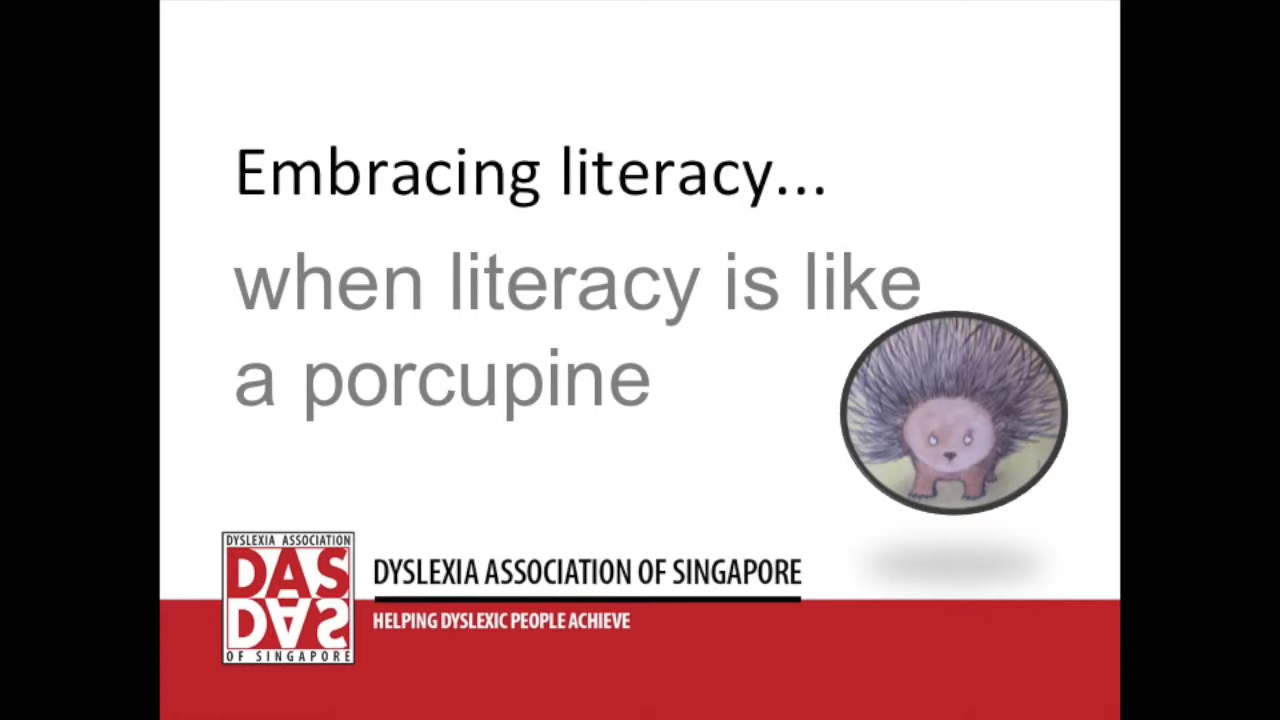 Embracing literacy...
when literacy is like
a porcupine
DYSLEXIA ASSOCIATION
DAS
DAS
OF SINGAPORE
DYSLEXIA ASSOCIATION OF SINGAPORE
HELPING DYSLEXIC PEOPLE ACHIEVE